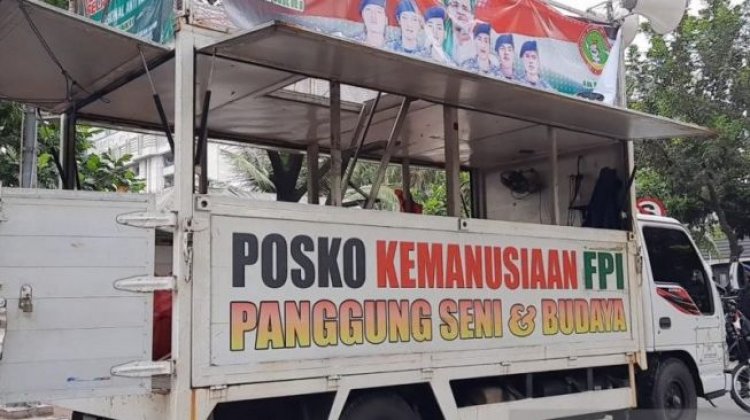 POSKO KEMANUSIAAN FPI
PANGGUNG SENI & BUDAYA